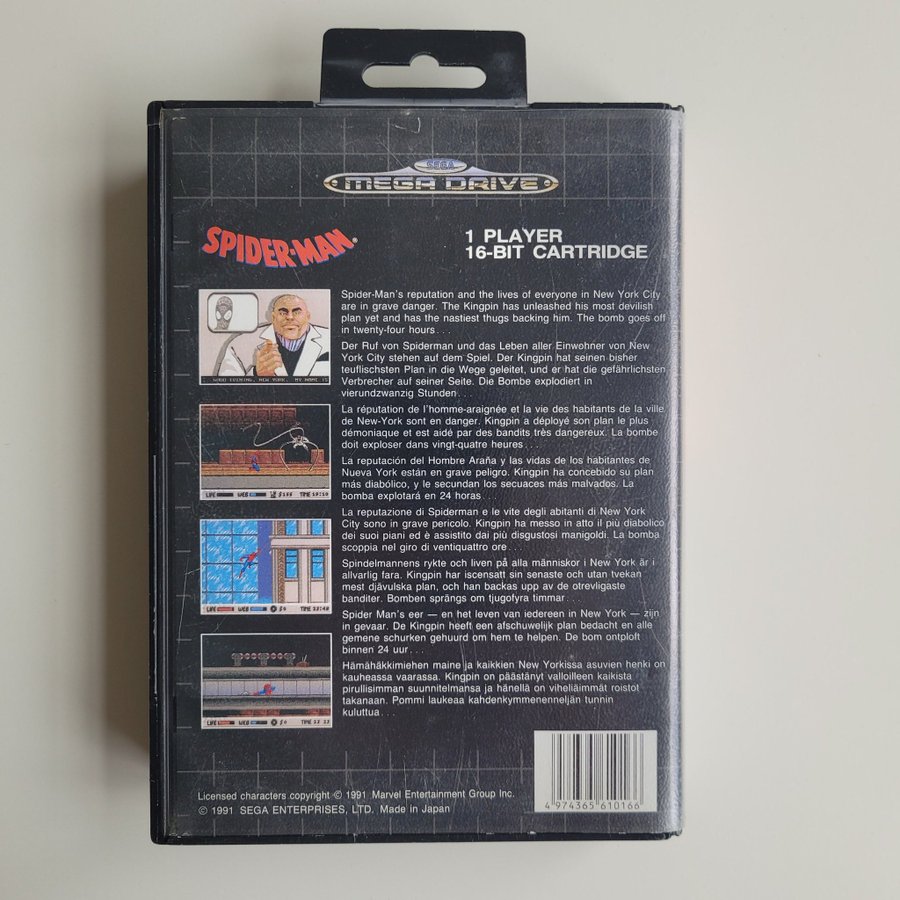 SEGA
MEGA DRIVE
SPIDER-MAN®
1 PLAYER
16-BIT CARTRIDGE
Spider-Man's reputation and the lives of everyone in New York City
are in grave danger. The Kingpin has unleashed his most devilish
plan yet and has the nastiest thugs backing him. The bomb goes off
in twenty-four hours . . .
Der Ruf von Spiderman und das Leben aller Einwohner von New
York City stehen auf dem Spiel. Der Kingpin hat seinen bisher
teuflischsten Plan in die Wege geleitet, und er hat die gefährlichsten
Verbrecher auf seiner Seite. Die Bombe explodiert in
vierundzwanzig Stunden . . .
La réputation de l'homme-araignée et la vie des habitants de la ville
de New-York sont en danger. Kingpin a déployé son plan le plus
démoniaque et est aidé par des bandits très dangereux. La bombe
doit exploser dans vingt-quatre heures . . .
La reputación del Hombre Araña y las vidas de los habitantes de
Nueva York están en grave peligro. Kingpin ha concebido su plan
más diabólico, y le secundan los secuaces más malvados. La
bomba explotará en 24 horas . . .
La reputazione di Spiderman e le vite degli abitanti di New York
City sono in grave pericolo. Kingpin ha messo in atto il più diabolico
dei suoi piani ed è assistito dai più disgustosi manigoldi. La bomba
scoppia nel giro di ventiquattro ore . . .
Spindelmannens rykte och liven på alla människor i New York är i
allvarlig fara. Kingpin har iscensatt sin senaste och utan tvekan
mest djävulska plan, och han backas upp av de otrevligaste
banditer. Bomben sprängs om tjugofyra timmar . . .
Spider Man's eer — en het leven van iedereen in New York — zijn
in gevaar. De Kingpin heeft een afschuwelijk plan bedacht en alle
gemene schurken gehuurd om hem te helpen. De bom ontploft
binnen 24 uur . . .
Hämähäkkimiehen maine ja kaikkien New Yorkissa asuvien henki on
kauheassa vaarassa. Kingpin on päästänyt valloilleen kaikista
pirullisimman suunnitelmansa ja hänellä on viheliäimmät roistot
takanaan. Pommi laukeaa kahdenkymmenenneljän tunnin
kuluttua . . .
GOOD EVENING, NEW YORK. MY NAME IS
LIFE WEB TIME
LIFE WEB $0 TIME 23:48
LIFE WEB $0 TIME
Licensed characters copyright © 1991 Marvel Entertainment Group Inc.
© 1991 SEGA ENTERPRISES, LTD. Made in Japan
4 974365 610166